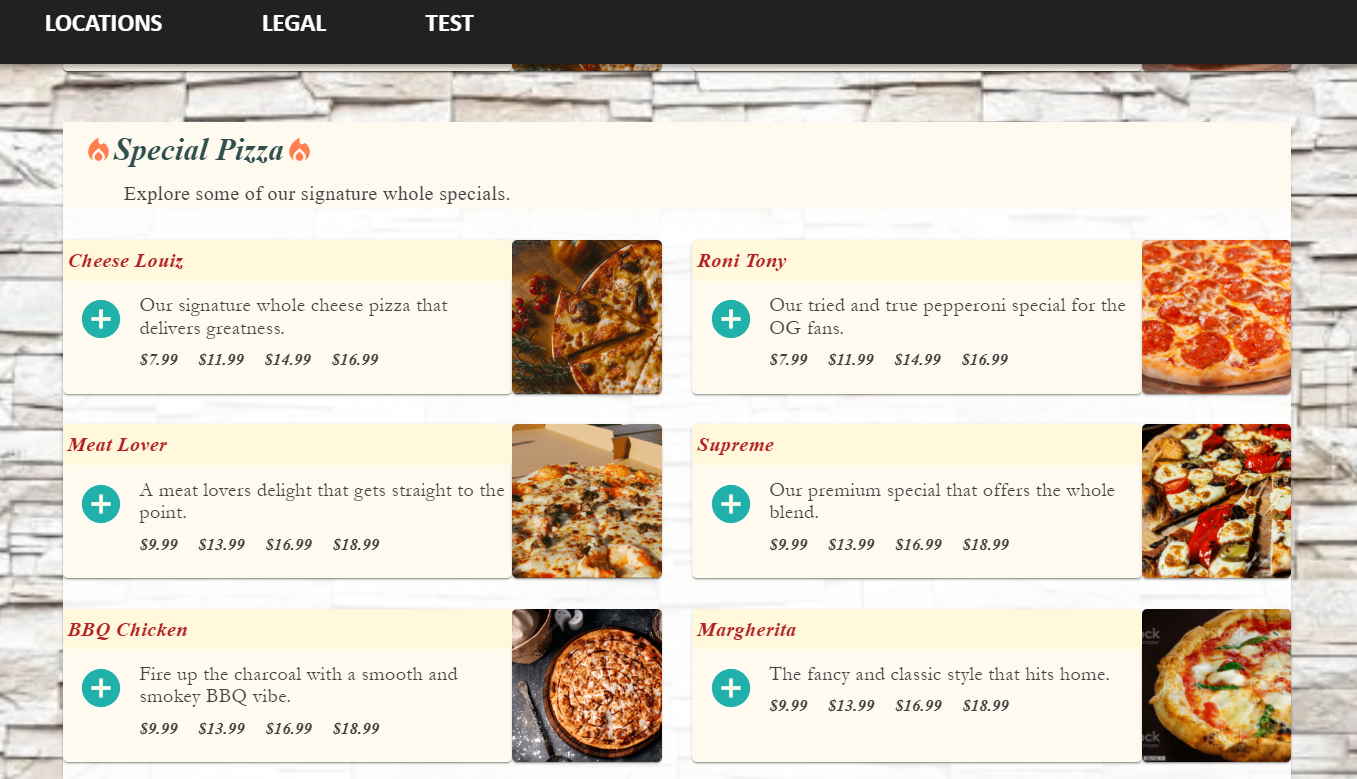 LOCATIONS LEGAL TEST
Special Pizza
Explore some of our signature whole specials.
Cheese Louiz
Our signature whole cheese pizza that
delivers greatness.
$7.99 $11.99 $14.99 $16.99
Roni Tony
Our tried and true pepperoni special for the
OG fans.
$7.99 $11.99 $14.99 $16.99
Meat Lover
A meat lovers delight that gets straight to the
point.
$9.99 $13.99 $16.99 $18.99
Supreme
Our premium special that offers the whole
blend.
$9.99 $13.99 $16.99 $18.99
BBQ Chicken
Fire up the charcoal with a smooth and
smokey BBQ vibe.
$9.99 $13.99 $16.99 $18.99
Margherita
The fancy and classic style that hits home.
$9.99 $13.99 $16.99 $18.99